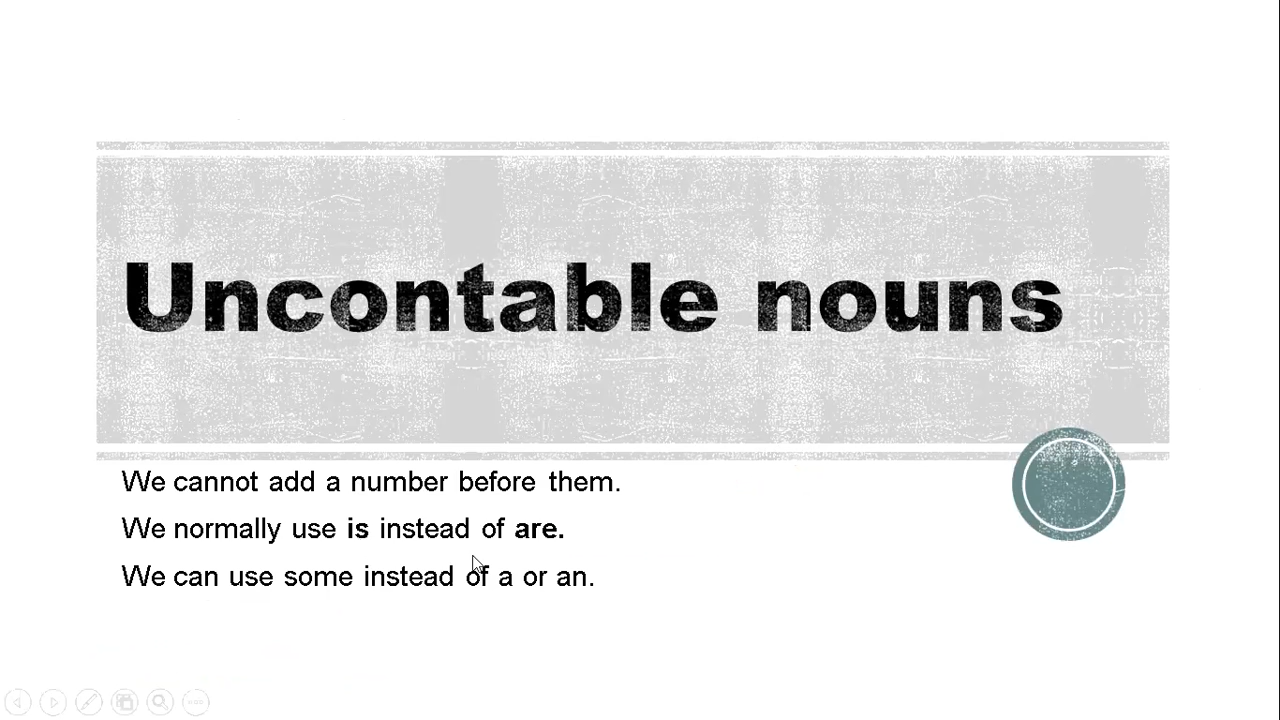 Uncontable nouns
We cannot add a number before them.
We normally use is instead of are.
We can use some instead of a or an.